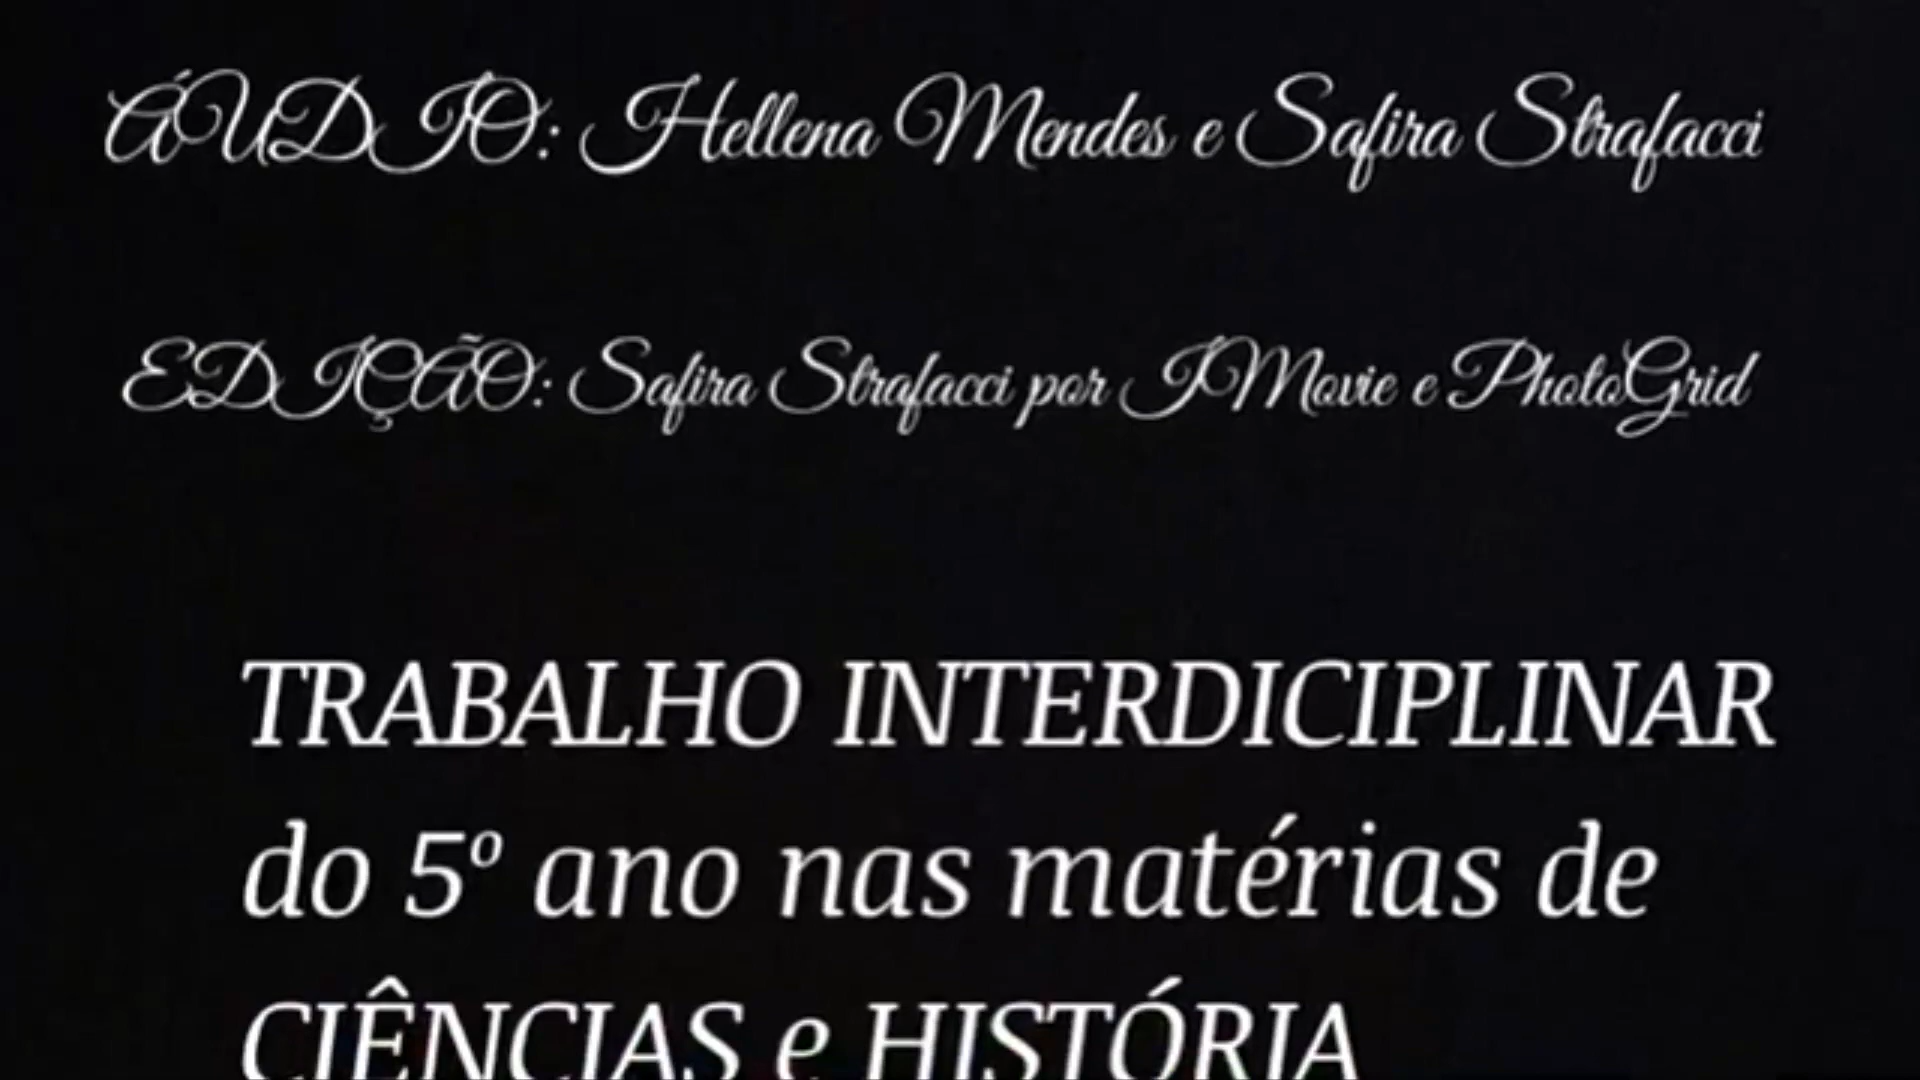 ÁUDIO: Hellena Mendes e Safira Strafacci
EDIÇÃO: Safira Strafacci por IMovie e PhotoGrid
TRABALHO INTERDICIPLINAR
do 5º ano nas matérias de
CIÊNCIAS e HISTÓRIA